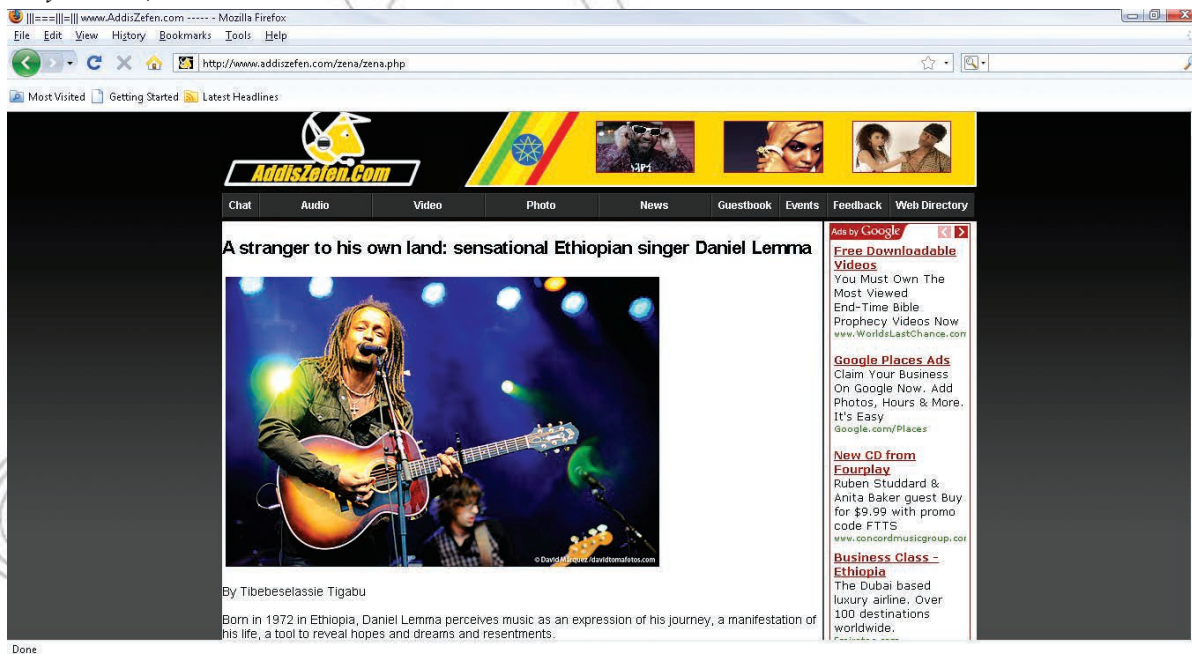 |||===|||=||| www.AddisZefen.com ----- - Mozilla Firefox
File Edit View History Bookmarks Tools Help
http://www.addiszefen.com/zena/zena.php
Most Visited Getting Started Latest Headlines
AddisZefen.Com
Chat Audio Video Photo News Guestbook Events Feedback Web Directory
A stranger to his own land: sensational Ethiopian singer Daniel Lemma
© David Márquez /davidtomafotos.com
By Tibebeselassie Tigabu
Born in 1972 in Ethiopia, Daniel Lemma perceives music as an expression of his journey, a manifestation of
his life, a tool to reveal hopes and dreams and resentments.
Ads by Google
Free Downloadable
Videos
You Must Own The
Most Viewed
End-Time Bible
Prophecy Videos Now
www.WorldsLastChance.com
Google Places Ads
Claim Your Business
On Google Now. Add
Photos, Hours & More.
It's Easy
Google.com/Places
New CD from
Fourplay
Ruben Studdard &
Anita Baker guest Buy
for $9.99 with promo
code FTTS
www.concordmusicgroup.com
Business Class -
Ethiopia
The Dubai based
luxury airline. Over
100 destinations
worldwide.
Done